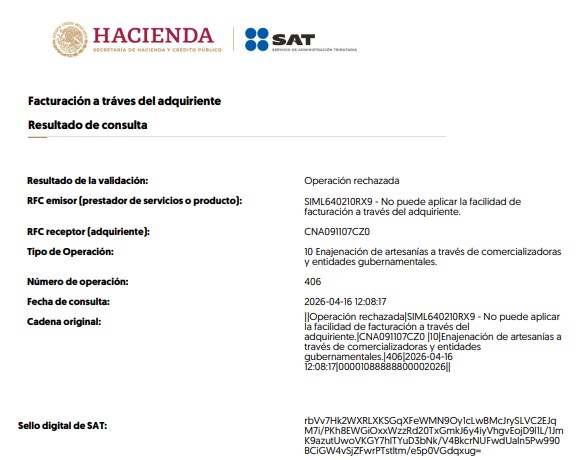 HACIENDA
SECRETARÍA DE HACIENDA Y CRÉDITO PÚBLICO
SAT
SERVICIO DE ADMINISTRACIÓN TRIBUTARIA
Facturación a tráves del adquiriente
Resultado de consulta
Resultado de la validación: Operación rechazada
RFC emisor (prestador de servicios o producto): SIML640210RX9 - No puede aplicar la facilidad de
facturación a través del adquiriente.
RFC receptor (adquiriente): CNA091107CZ0
Tipo de Operación: 10 Enajenación de artesanías a través de comercializadoras
y entidades gubernamentales.
Número de operación: 406
Fecha de consulta: 2026-04-16 12:08:17
Cadena original: ||Operación rechazada|SIML640210RX9 - No puede aplicar
la facilidad de facturación a través del
adquiriente.|CNA091107CZ0 |10|Enajenación de artesanías a
través de comercializadoras y entidades
gubernamentales.|406|2026-04-16
12:08:17|00001088888800002026||
Sello digital de SAT: rbVv7Hk2WXRLXKSGqXFeWMN9Oy1cLwBMcJrySLVC2EJq
M7i/PKh8EWGiOxxWzzRd20TxGmkJ6y4iyVhgvEojD9I1L/1Jm
K9azutUwoVKGY7hITYuD3bNk/V4BkcrNUFwdUaIn5Pw990
BCiGW4vSjZFwrPTstltm/e5p0VGdqxug=